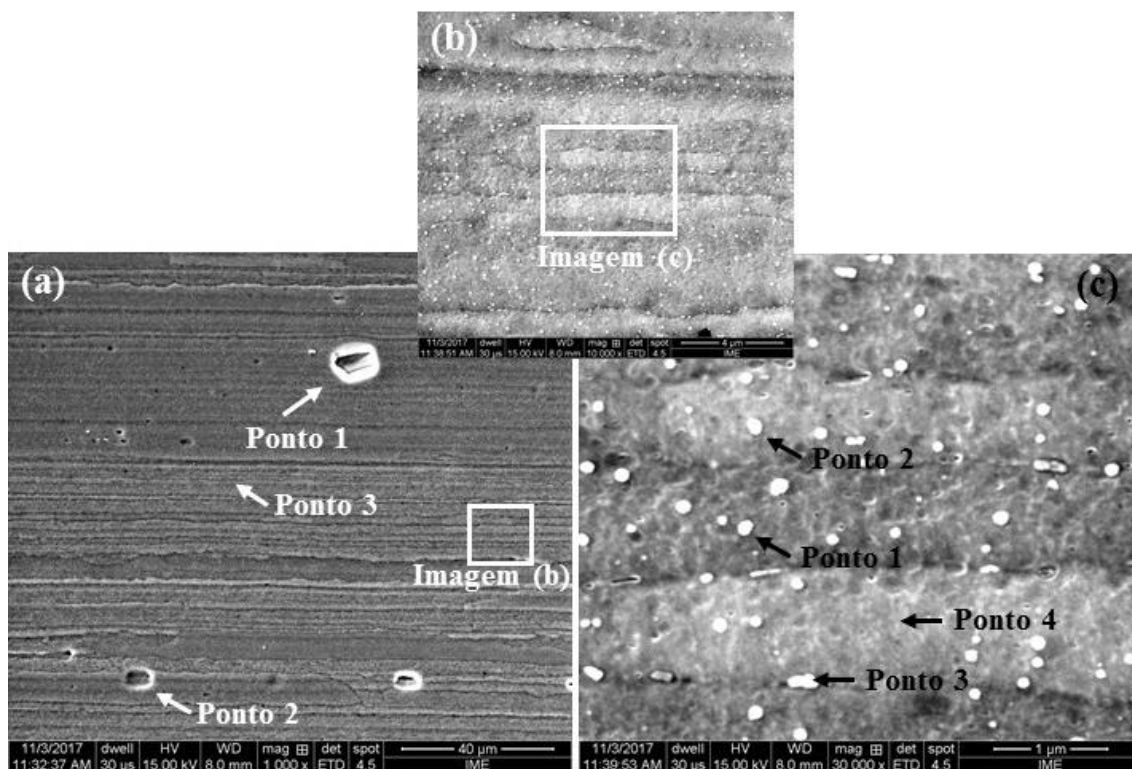 (b)
Imagem (c)
11/3/2017 dwell HV WD mag ⊞ det spot 4 µm
11:38:51 AM 30 µs 15.00 kV 8.0 mm 10 000 x ETD 4.5 IME
(a)
Ponto 1
Ponto 3
Imagem (b)
Ponto 2
11/3/2017 dwell HV WD mag ⊞ det spot 40 µm
11:32:37 AM 30 µs 15.00 kV 8.0 mm 1 000 x ETD 4.5 IME
(c)
Ponto 2
Ponto 1
Ponto 4
Ponto 3
11/3/2017 dwell HV WD mag ⊞ det spot 1 µm
11:39:53 AM 30 µs 15.00 kV 8.0 mm 30 000 x ETD 4.5 IME